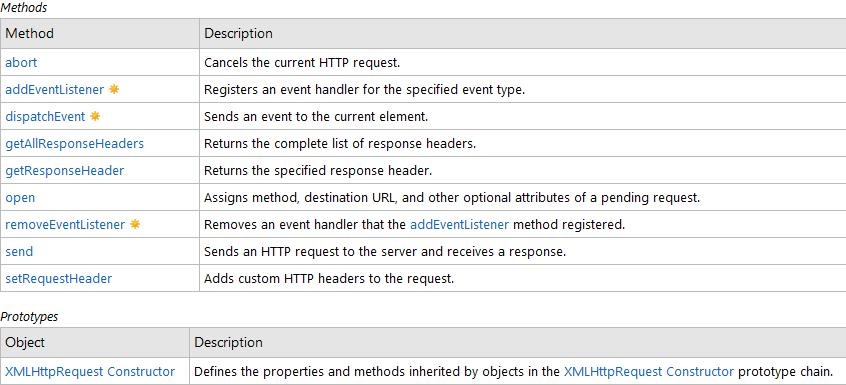 Methods
Method Description
abort Cancels the current HTTP request.
addEventListener Registers an event handler for the specified event type.
dispatchEvent Sends an event to the current element.
getAllResponseHeaders Returns the complete list of response headers.
getResponseHeader Returns the specified response header.
open Assigns method, destination URL, and other optional attributes of a pending request.
removeEventListener Removes an event handler that the addEventListener method registered.
send Sends an HTTP request to the server and receives a response.
setRequestHeader Adds custom HTTP headers to the request.
Prototypes
Object Description
XMLHttpRequest Constructor Defines the properties and methods inherited by objects in the XMLHttpRequest Constructor prototype chain.